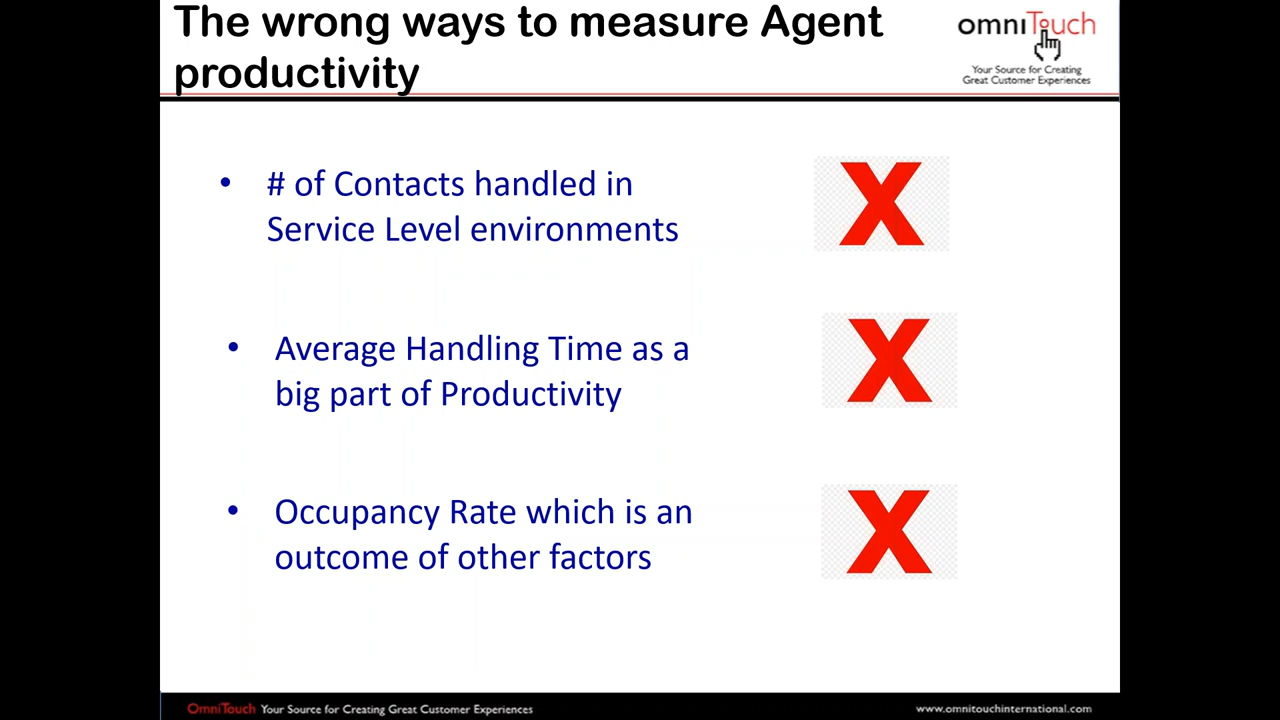 The wrong ways to measure Agent
productivity
omniTouch
Your Source for Creating
Great Customer Experiences
• # of Contacts handled in
Service Level environments
X
• Average Handling Time as a
big part of Productivity
X
• Occupancy Rate which is an
outcome of other factors
X
OmniTouch Your Source for Creating Great Customer Experiences
www.omnitouchinternational.com